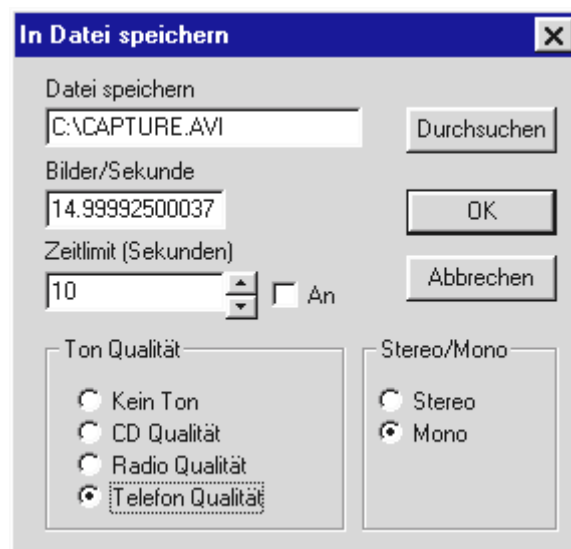 In Datei speichern
Datei speichern
C:\CAPTURE.AVI
Durchsuchen
Bilder/Sekunde
14.99992500037
OK
Zeitlimit (Sekunden)
10
An
Abbrechen
Ton Qualität
Kein Ton
CD Qualität
Radio Qualität
Telefon Qualität
Stereo/Mono
Stereo
Mono